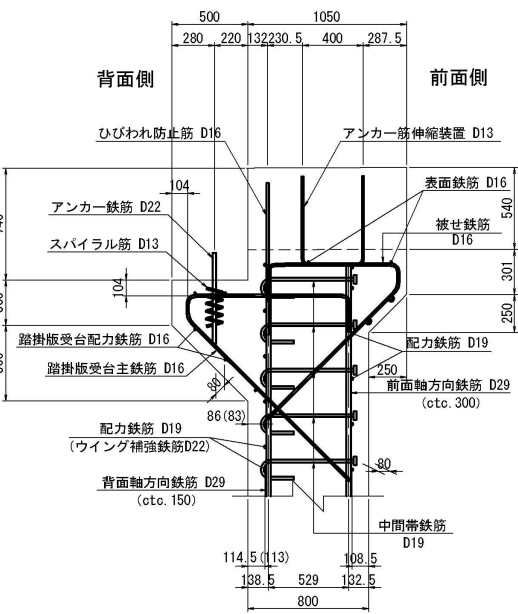 500 1050
280 220 132 230.5 400 287.5
背面側
前面側
ひびわれ防止筋 D16
アンカー筋伸縮装置 D13
104
表面鉄筋 D16
アンカー鉄筋 D22
被せ鉄筋
D16
540
スパイラル筋 D13
104
301
250
踏掛版受台配力鉄筋 D16
配力鉄筋 D19
踏掛版受台主鉄筋 D16
80
250
前面軸方向鉄筋 D29
(ctc.300)
86(83)
配力鉄筋 D19
(ウイング補強鉄筋D22)
80
背面軸方向鉄筋 D29
(ctc.150)
中間帯鉄筋
D19
114.5(113)
108.5
138.5 529 132.5
800